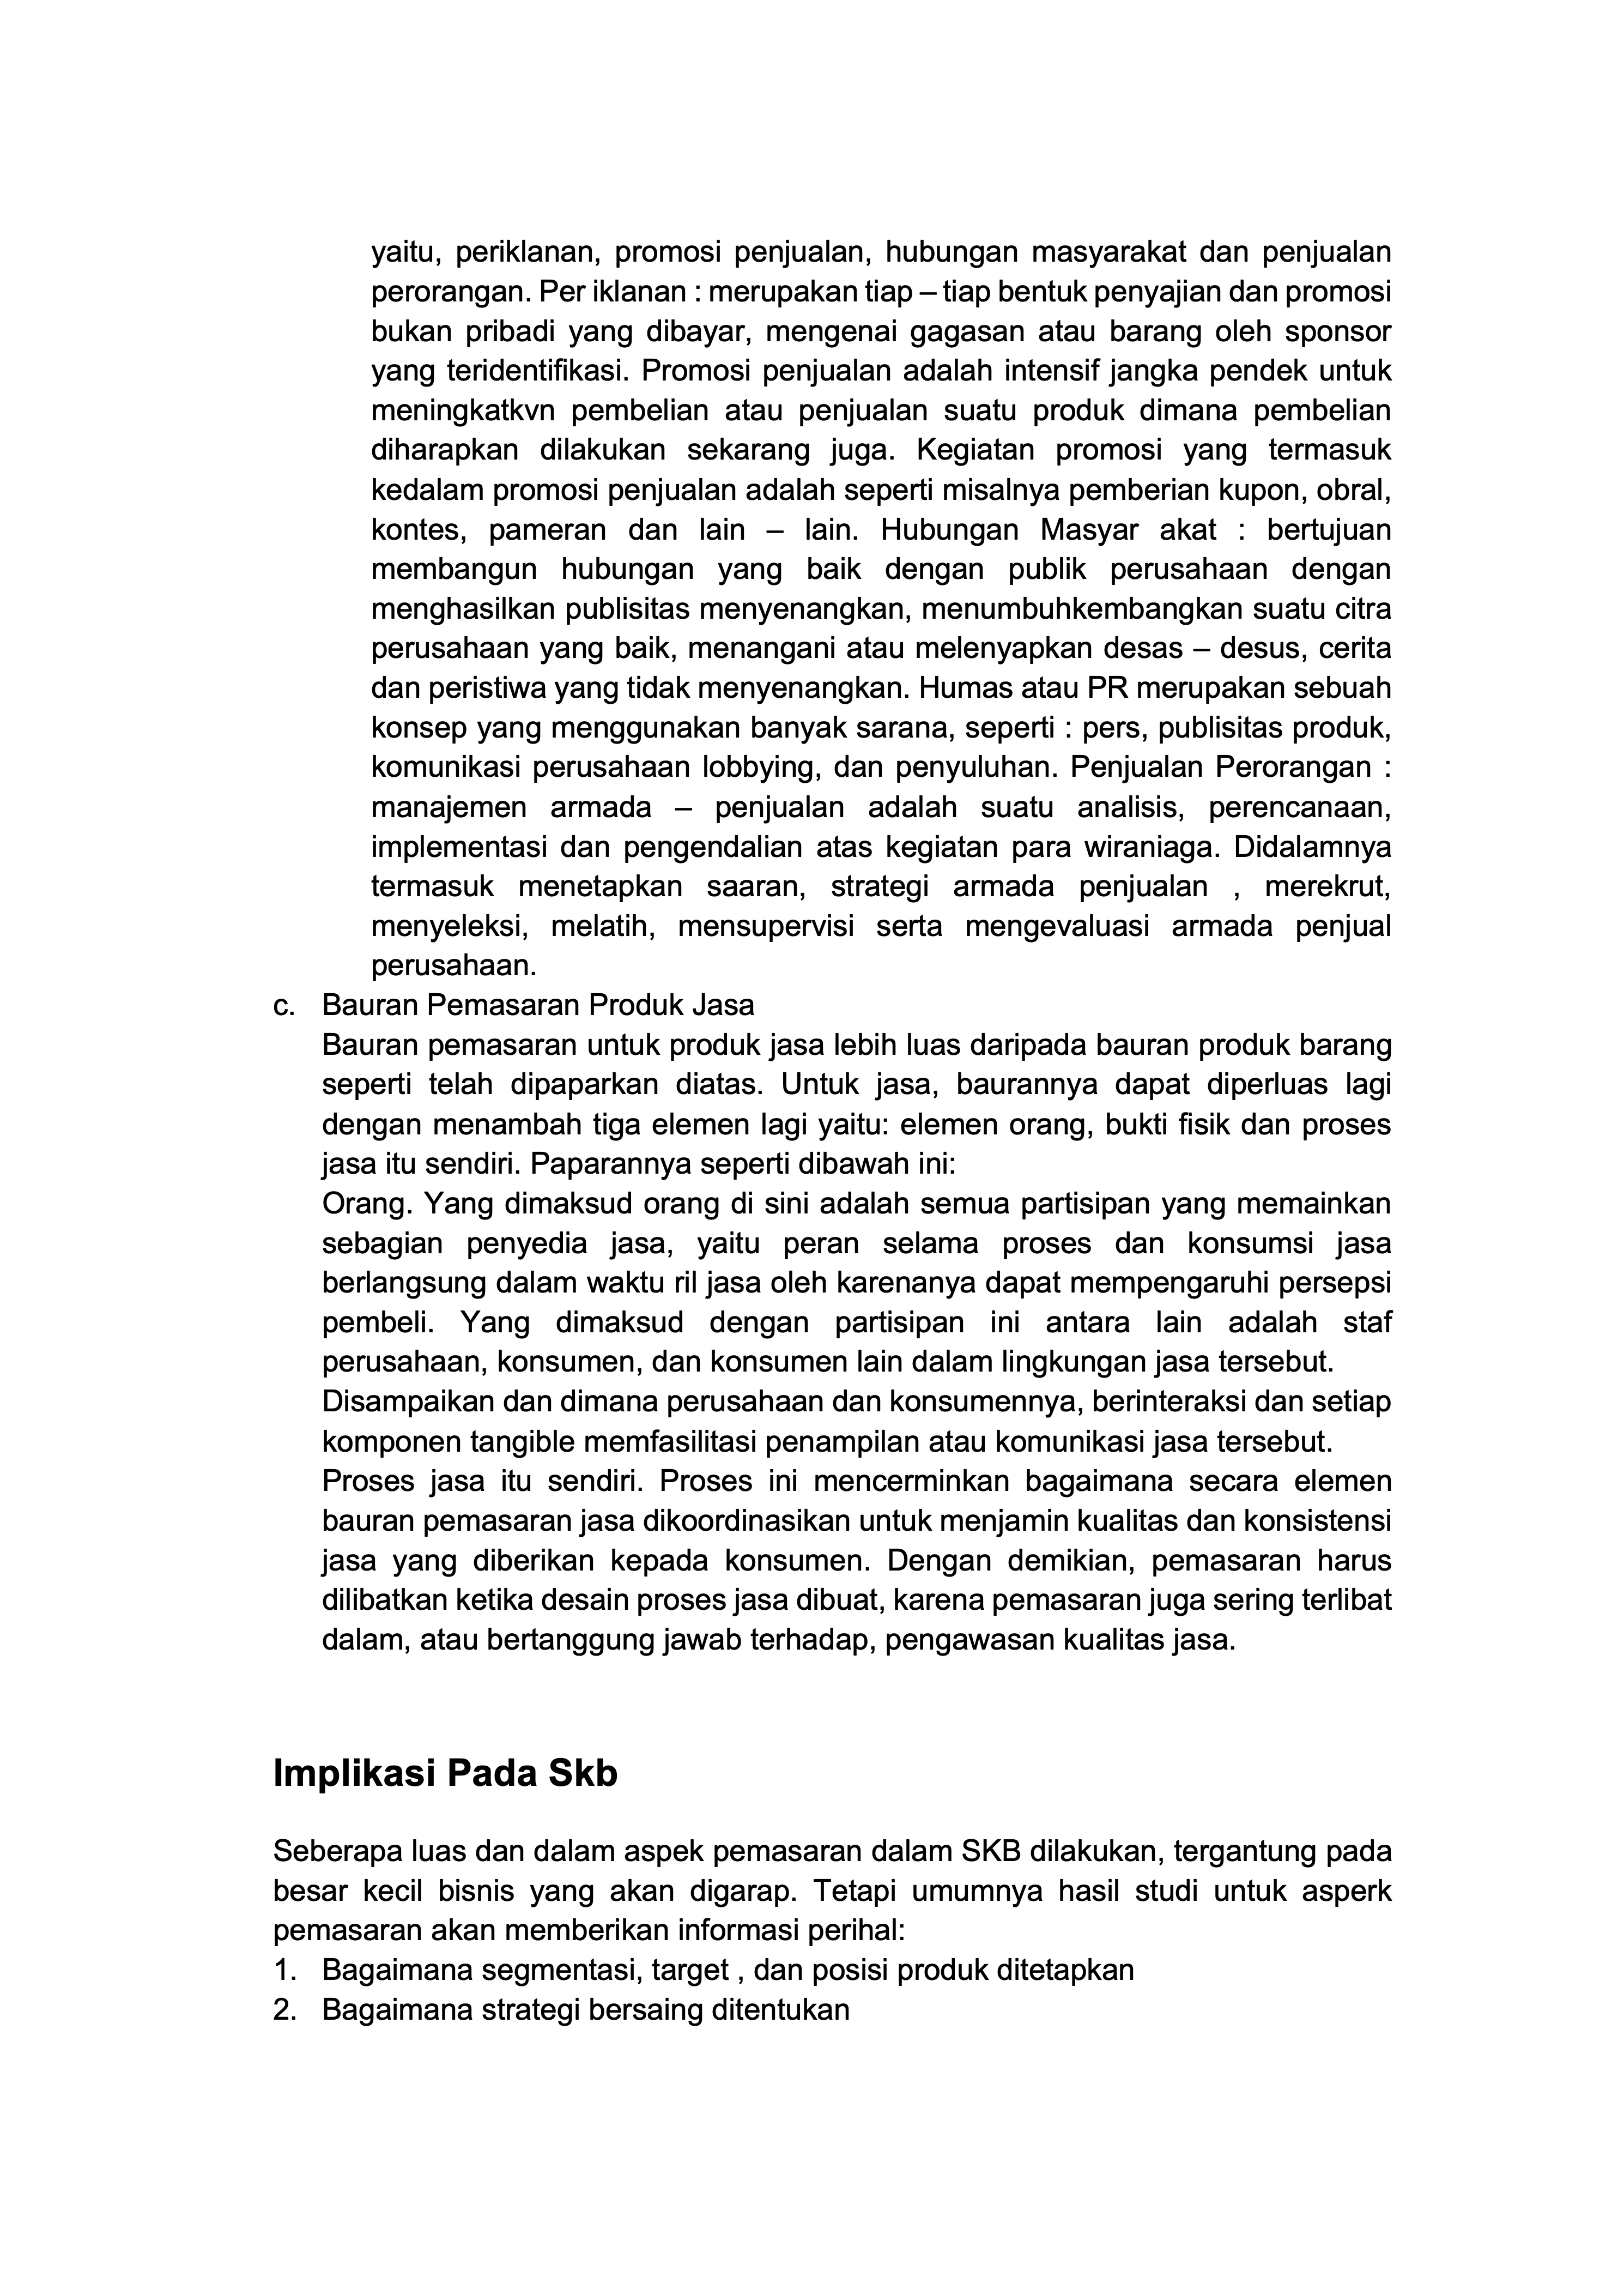 yaitu, periklanan, promosi penjualan, hubungan masyarakat dan penjualan
perorangan. Per iklanan : merupakan tiap – tiap bentuk penyajian dan promosi
bukan pribadi yang dibayar, mengenai gagasan atau barang oleh sponsor
yang teridentifikasi. Promosi penjualan adalah intensif jangka pendek untuk
meningkatkvn pembelian atau penjualan suatu produk dimana pembelian
diharapkan dilakukan sekarang juga. Kegiatan promosi yang termasuk
kedalam promosi penjualan adalah seperti misalnya pemberian kupon, obral,
kontes, pameran dan lain – lain. Hubungan Masyar akat : bertujuan
membangun hubungan yang baik dengan publik perusahaan dengan
menghasilkan publisitas menyenangkan, menumbuhkembangkan suatu citra
perusahaan yang baik, menangani atau melenyapkan desas – desus, cerita
dan peristiwa yang tidak menyenangkan. Humas atau PR merupakan sebuah
konsep yang menggunakan banyak sarana, seperti : pers, publisitas produk,
komunikasi perusahaan lobbying, dan penyuluhan. Penjualan Perorangan :
manajemen armada – penjualan adalah suatu analisis, perencanaan,
implementasi dan pengendalian atas kegiatan para wiraniaga. Didalamnya
termasuk menetapkan saaran, strategi armada penjualan , merekrut,
menyeleksi, melatih, mensupervisi serta mengevaluasi armada penjual
perusahaan.
c. Bauran Pemasaran Produk Jasa
Bauran pemasaran untuk produk jasa lebih luas daripada bauran produk barang
seperti telah dipaparkan diatas. Untuk jasa, baurannya dapat diperluas lagi
dengan menambah tiga elemen lagi yaitu: elemen orang, bukti fisik dan proses
jasa itu sendiri. Paparannya seperti dibawah ini:
Orang. Yang dimaksud orang di sini adalah semua partisipan yang memainkan
sebagian penyedia jasa, yaitu peran selama proses dan konsumsi jasa
berlangsung dalam waktu ril jasa oleh karenanya dapat mempengaruhi persepsi
pembeli. Yang dimaksud dengan partisipan ini antara lain adalah staf
perusahaan, konsumen, dan konsumen lain dalam lingkungan jasa tersebut.
Disampaikan dan dimana perusahaan dan konsumennya, berinteraksi dan setiap
komponen tangible memfasilitasi penampilan atau komunikasi jasa tersebut.
Proses jasa itu sendiri. Proses ini mencerminkan bagaimana secara elemen
bauran pemasaran jasa dikoordinasikan untuk menjamin kualitas dan konsistensi
jasa yang diberikan kepada konsumen. Dengan demikian, pemasaran harus
dilibatkan ketika desain proses jasa dibuat, karena pemasaran juga sering terlibat
dalam, atau bertanggung jawab terhadap, pengawasan kualitas jasa.
Implikasi Pada Skb
Seberapa luas dan dalam aspek pemasaran dalam SKB dilakukan, tergantung pada
besar kecil bisnis yang akan digarap. Tetapi umumnya hasil studi untuk asperk
pemasaran akan memberikan informasi perihal:
1. Bagaimana segmentasi, target , dan posisi produk ditetapkan
2. Bagaimana strategi bersaing ditentukan